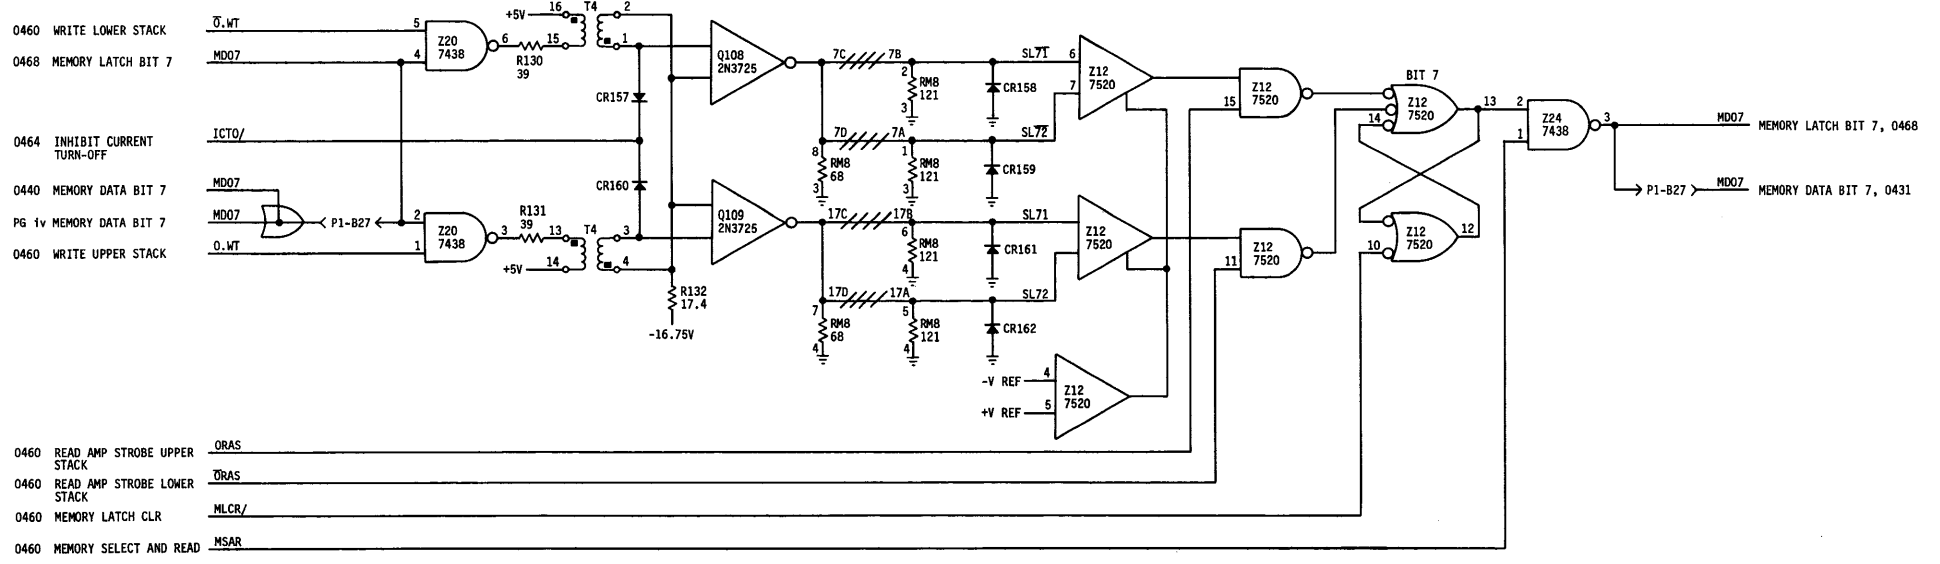 0460 WRITE LOWER STACK O̅.WT
0468 MEMORY LATCH BIT 7 MD07
0464 INHIBIT CURRENT TURN-OFF ICTO/
0440 MEMORY DATA BIT 7 MD07
PG iv MEMORY DATA BIT 7 MD07
P1-B27
0460 WRITE UPPER STACK O.WT
5
4
Z20
7438
6
R130
39
+5V
16
15
T4
2
1
CR157
CR160
2
1
Z20
7438
3
R131
39
13
14
+5V
T4
3
4
R132
17.4
-16.75V
Q108
2N3725
Q109
2N3725
7C 7B
2
RM8
121
3
CR158
SL7̅1̅
7D 7A
8
RM8
68
3
1
RM8
121
3
CR159
SL7̅2̅
17C 17B
6
RM8
121
4
CR161
SL71
17D 17A
7
RM8
68
4
5
RM8
121
4
CR162
SL72
6
7
Z12
7520
Z12
7520
-V REF 4
+V REF 5
Z12
7520
15
Z12
7520
11
Z12
7520
BIT 7
14
Z12
7520
13
10
Z12
7520
12
2
1
Z24
7438
3
MD07 MEMORY LATCH BIT 7, 0468
P1-B27 MD07 MEMORY DATA BIT 7, 0431
0460 READ AMP STROBE UPPER STACK ORAS
0460 READ AMP STROBE LOWER STACK O̅RAS
0460 MEMORY LATCH CLR MLCR/
0460 MEMORY SELECT AND READ MSAR